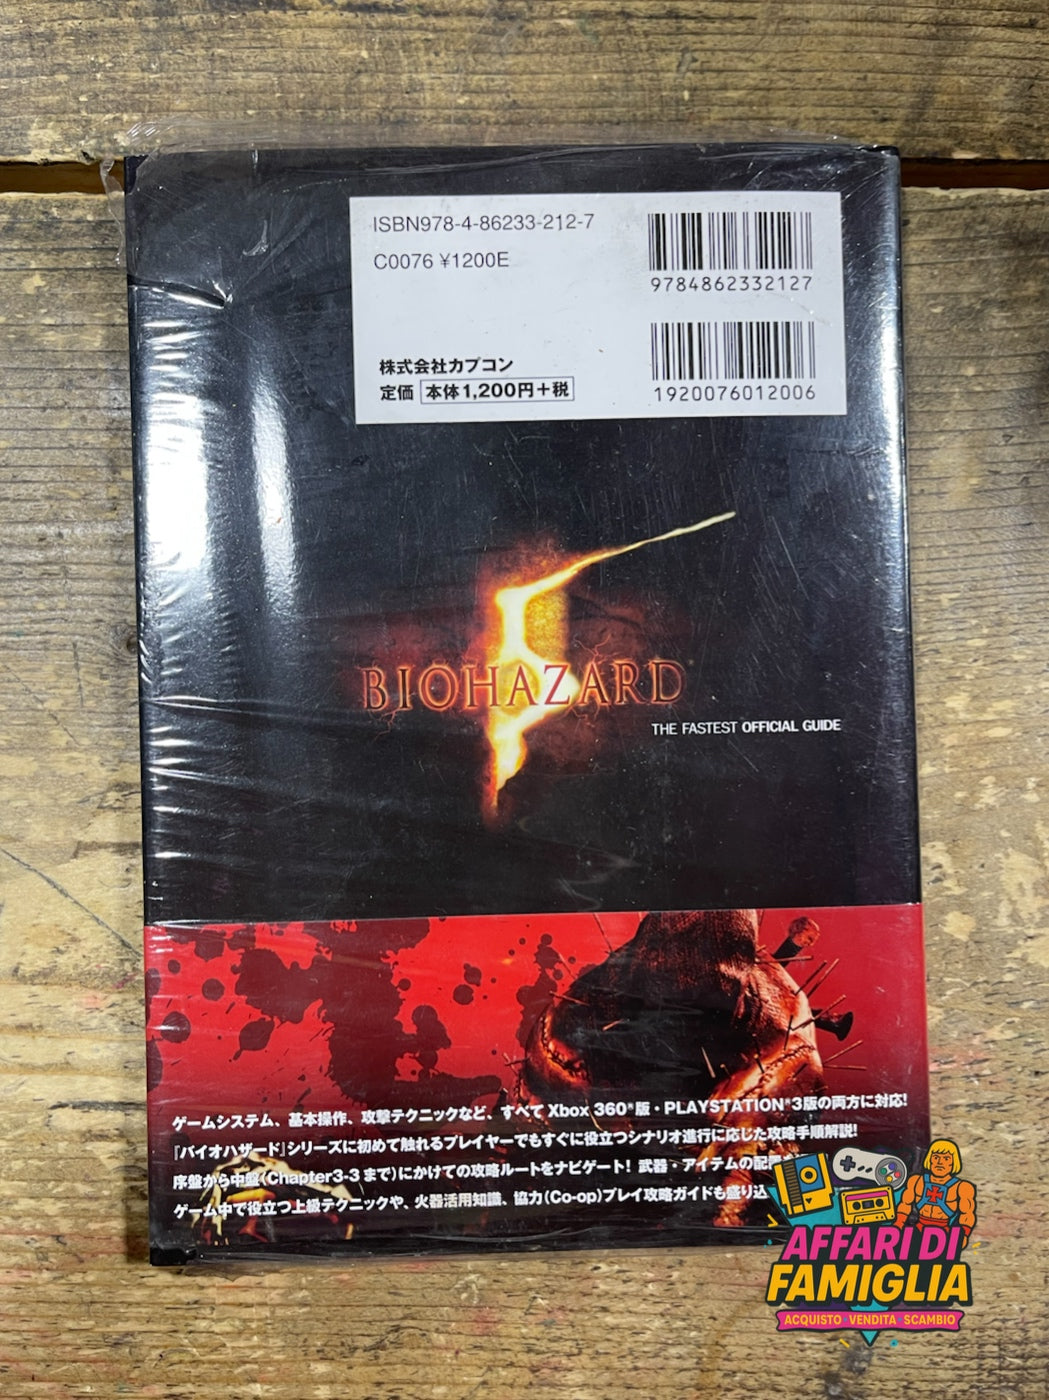 ISBN978-4-86233-212-7
C0076 ¥1200E
9784862332127
株式会社カプコン
定価 本体1,200円+税
1920076012006
BIOHAZARD
5
THE FASTEST OFFICIAL GUIDE
ゲームシステム、基本操作、攻撃テクニックなど、すべてXbox 360®版・PLAYSTATION®3版の両方に対応!
『バイオハザード』シリーズに初めて触れるプレイヤーでもすぐに役立つシナリオ進行に応じた攻略手順解説!
序盤から中盤(Chapter3-3まで)にかけての攻略ルートをナビゲート! 武器・アイテムの配置
ゲーム中で役立つ上級テクニックや、火器活用知識、協力(Co-op)プレイ攻略ガイドも盛り込
AFFARI DI
FAMIGLIA
ACQUISTO VENDITA SCAMBIO